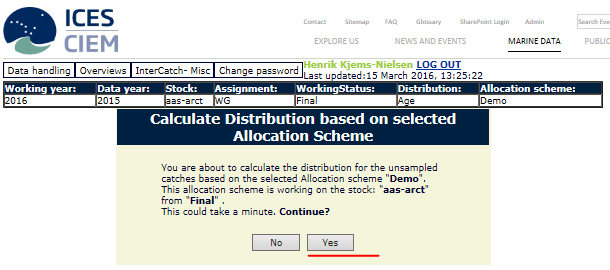 ICES
CIEM
Contact Sitemap FAQ Glossary SharePoint Login Admin Search Eve
EXPLORE US NEWS AND EVENTS MARINE DATA PUBLIC
Data handling Overviews InterCatch- Misc Change password Henrik Kjems-Nielsen LOG OUT
Last updated:15 March 2016, 13:25:22
Working year: Data year: Stock: Assignment: WorkingStatus: Distribution: Allocation scheme:
2016 2015 aas-arct WG Final Age Demo
Calculate Distribution based on selected
Allocation Scheme
You are about to calculate the distribution for the unsampled
catches based on the selected Allocation scheme "Demo".
This allocation scheme is working on the stock: "aas-arct"
from "Final" .
This could take a minute. Continue?
No Yes